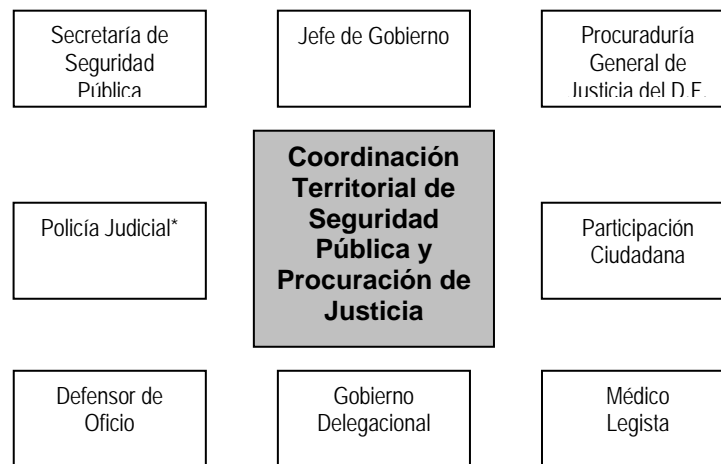 Secretaría de
Seguridad
Pública
Jefe de Gobierno
Procuraduría
General de
Justicia del D.F.
Coordinación
Territorial de
Seguridad
Pública y
Procuración de
Justicia
Policía Judicial*
Participación
Ciudadana
Defensor de
Oficio
Gobierno
Delegacional
Médico
Legista